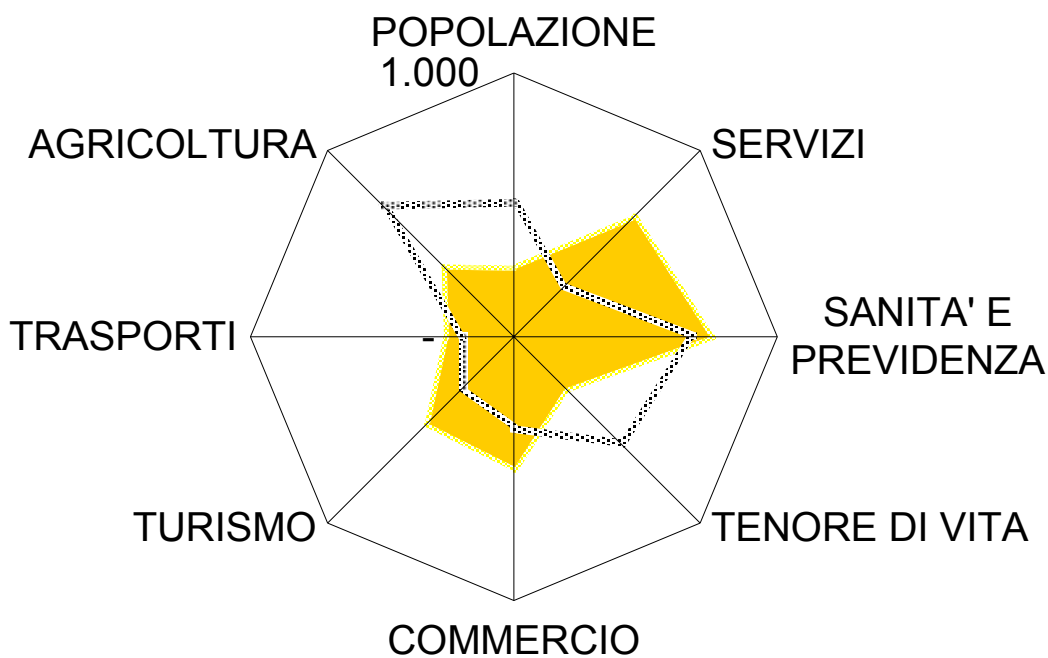 POPOLAZIONE
1.000
AGRICOLTURA
SERVIZI
TRASPORTI
-
SANITA' E
PREVIDENZA
TURISMO
TENORE DI VITA
COMMERCIO